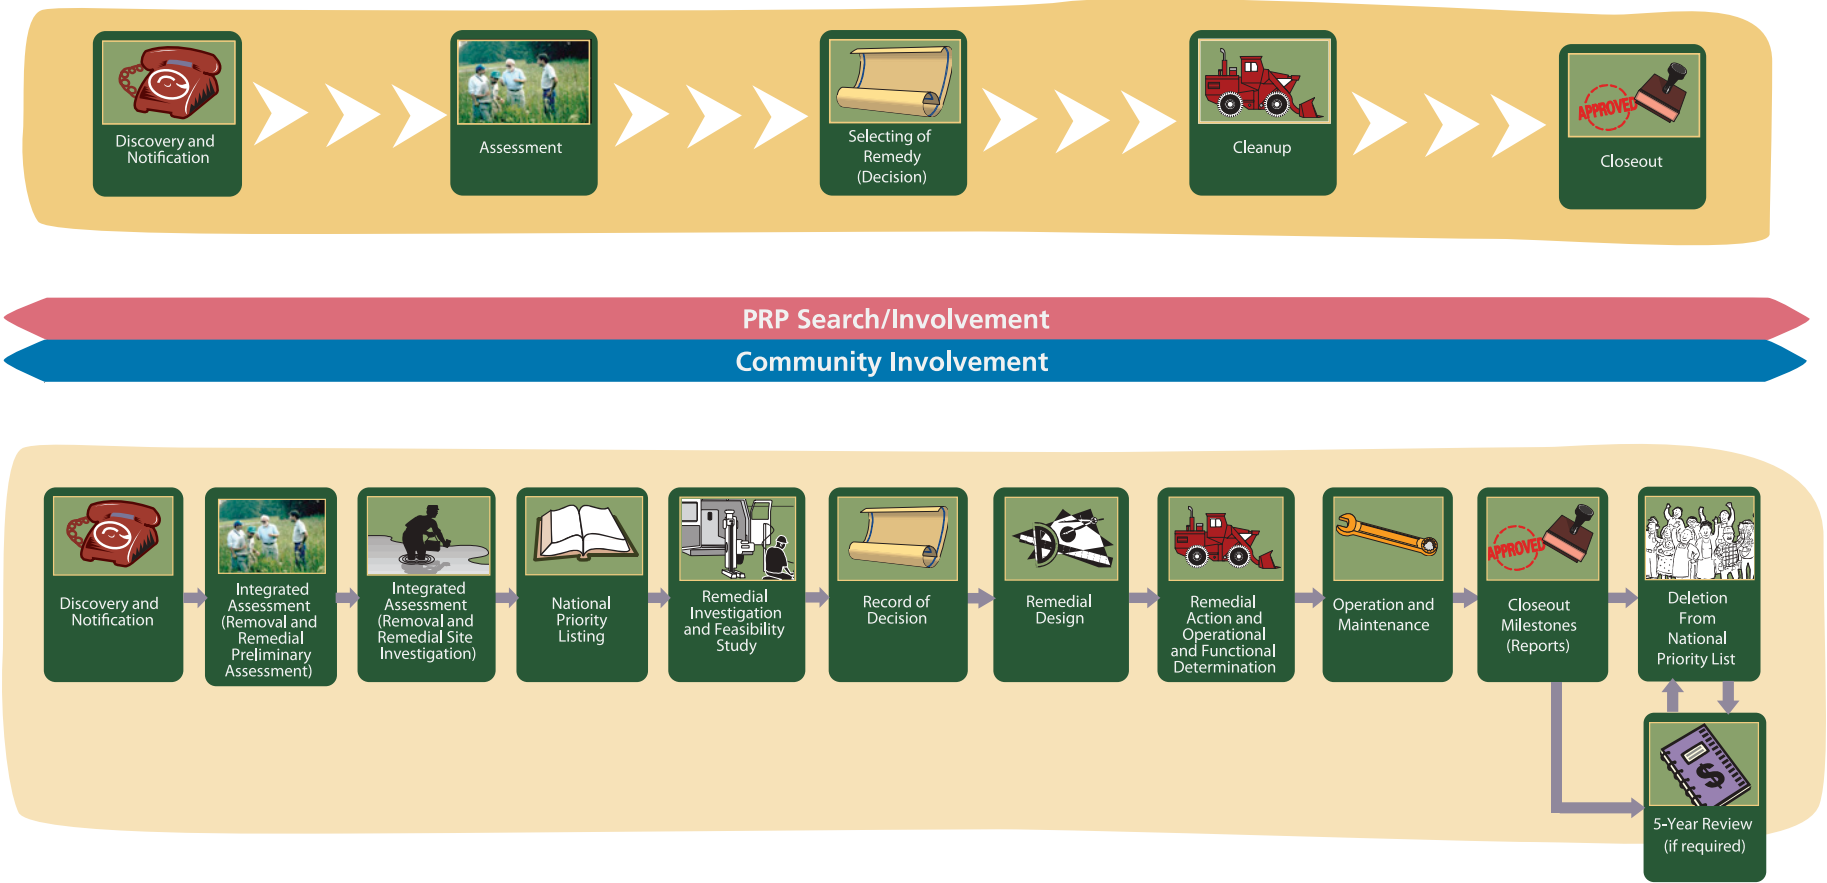 Discovery and
Notification
Assessment
Selecting of
Remedy
(Decision)
Cleanup
APPROVED
Closeout
PRP Search/Involvement
Community Involvement
Discovery and
Notification
Integrated
Assessment
(Removal and
Remedial
Preliminary
Assessment)
Integrated
Assessment
(Removal and
Remedial Site
Investigation)
National
Priority
Listing
Remedial
Investigation
and Feasibility
Study
Record of
Decision
Remedial
Design
Remedial
Action and
Operational
and Functional
Determination
Operation and
Maintenance
APPROVED
Closeout
Milestones
(Reports)
Deletion
From
National
Priority List
$
5-Year Review
(if required)